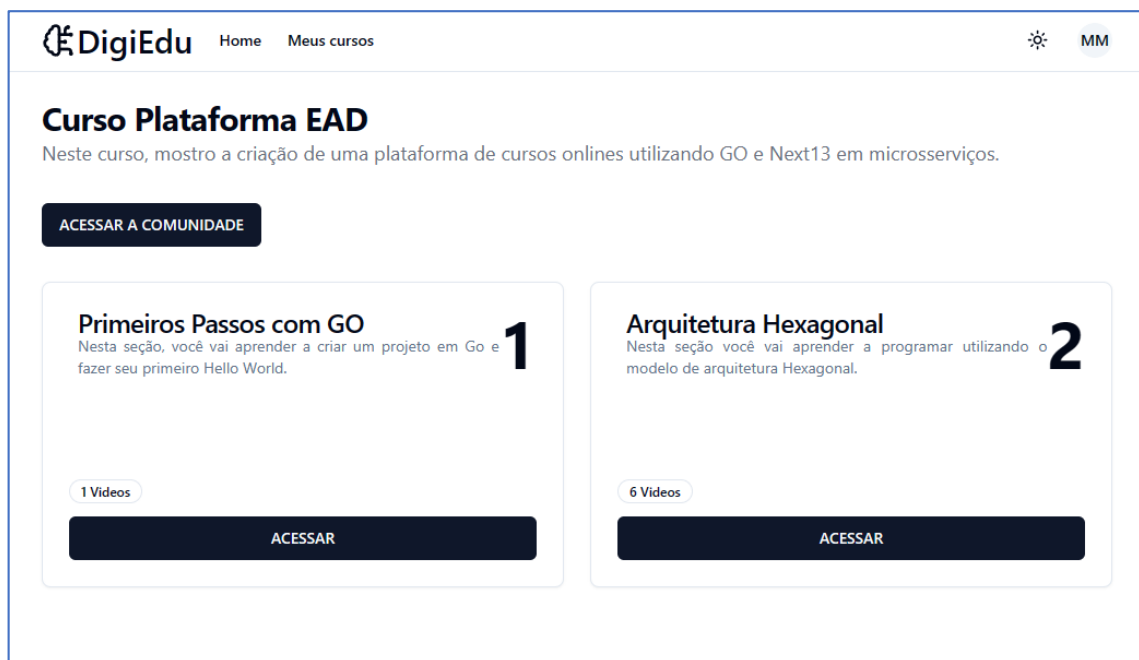 DigiEdu Home Meus cursos MM
Curso Plataforma EAD
Neste curso, mostro a criação de uma plataforma de cursos onlines utilizando GO e Next13 em microsserviços.
ACESSAR A COMUNIDADE
Primeiros Passos com GO
Nesta seção, você vai aprender a criar um projeto em Go e
fazer seu primeiro Hello World.
1
1 Videos
ACESSAR
Arquitetura Hexagonal
Nesta seção você vai aprender a programar utilizando o
modelo de arquitetura Hexagonal.
2
6 Videos
ACESSAR